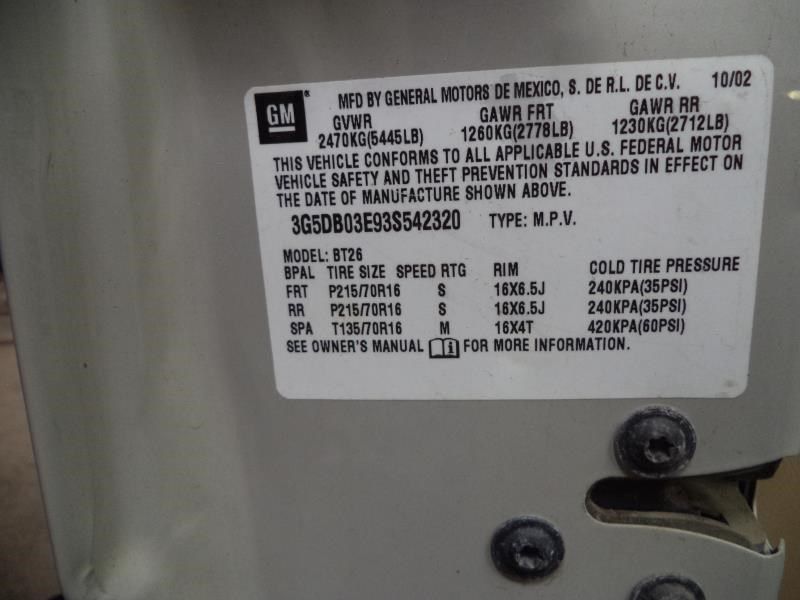 GM® MFD BY GENERAL MOTORS DE MEXICO, S. DE R.L. DE C.V. 10/02
GVWR GAWR FRT GAWR RR
2470KG(5445LB) 1260KG(2778LB) 1230KG(2712LB)
THIS VEHICLE CONFORMS TO ALL APPLICABLE U.S. FEDERAL MOTOR
VEHICLE SAFETY AND THEFT PREVENTION STANDARDS IN EFFECT ON
THE DATE OF MANUFACTURE SHOWN ABOVE.
3G5DB03E93S542320 TYPE: M.P.V.
MODEL: BT26
BPAL TIRE SIZE SPEED RTG RIM COLD TIRE PRESSURE
FRT P215/70R16 S 16X6.5J 240KPA(35PSI)
RR P215/70R16 S 16X6.5J 240KPA(35PSI)
SPA T135/70R16 M 16X4T 420KPA(60PSI)
SEE OWNER'S MANUAL i FOR MORE INFORMATION.